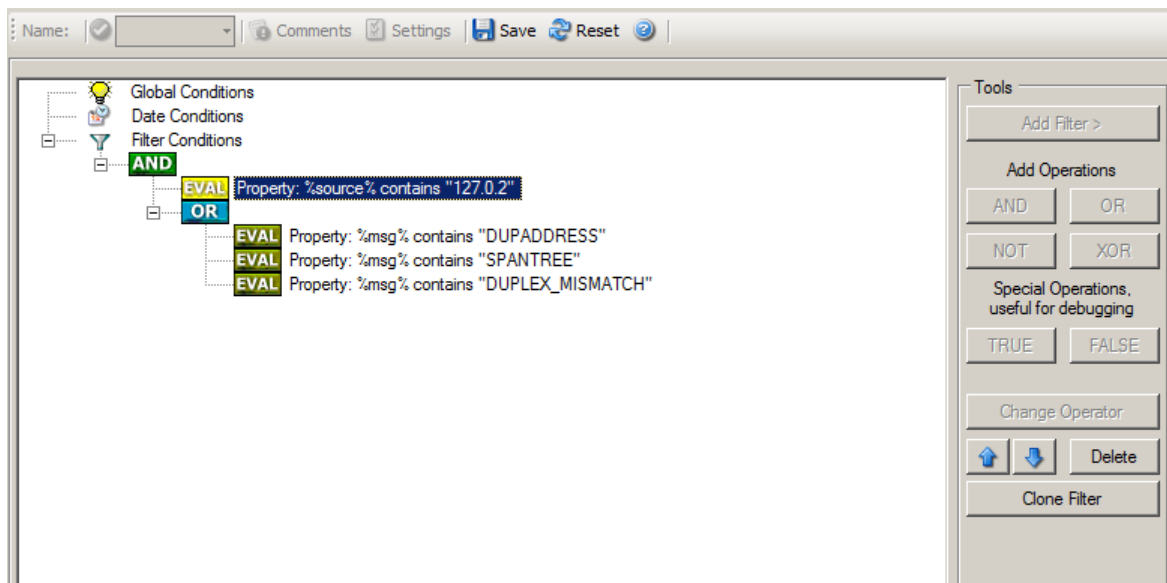 Name: Comments Settings Save Reset
Global Conditions
Date Conditions
Filter Conditions
AND
EVAL Property: %source% contains "127.0.2"
OR
EVAL Property: %msg% contains "DUPADDRESS"
EVAL Property: %msg% contains "SPANTREE"
EVAL Property: %msg% contains "DUPLEX_MISMATCH"
Tools
Add Filter >
Add Operations
AND OR
NOT XOR
Special Operations,
useful for debugging
TRUE FALSE
Change Operator
Delete
Clone Filter